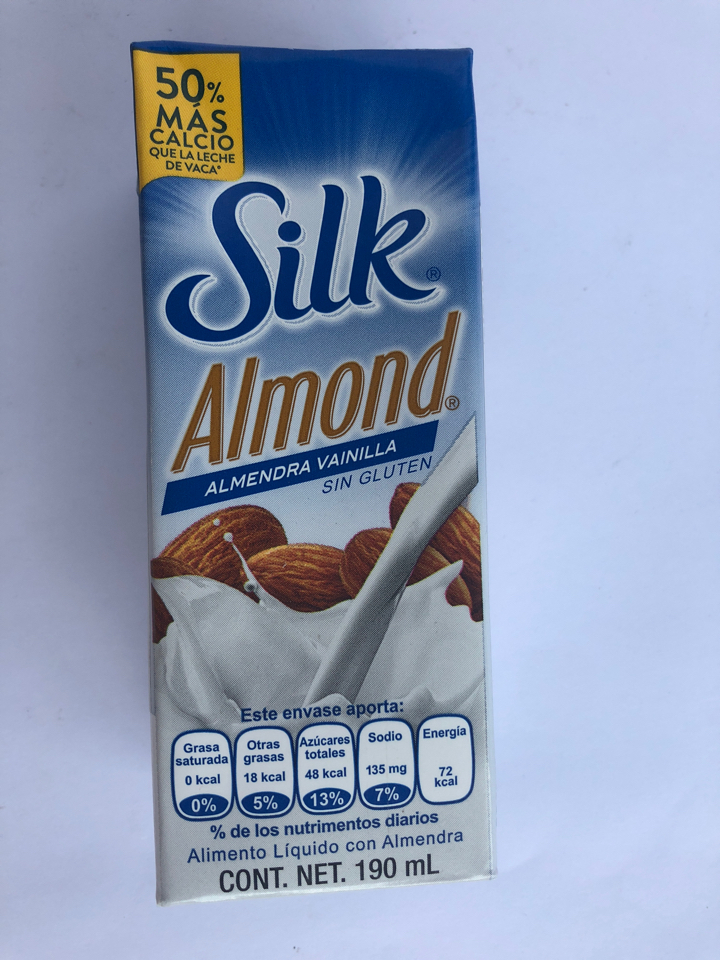 50%
MÁS
CALCIO
QUE LA LECHE
DE VACA*
Silk®
Almond®
ALMENDRA VAINILLA
SIN GLUTEN
Este envase aporta:
Grasa saturada 0 kcal 0%
Otras grasas 18 kcal 5%
Azúcares totales 48 kcal 13%
Sodio 135 mg 7%
Energía 72 kcal
% de los nutrimentos diarios
Alimento Líquido con Almendra
CONT. NET. 190 mL